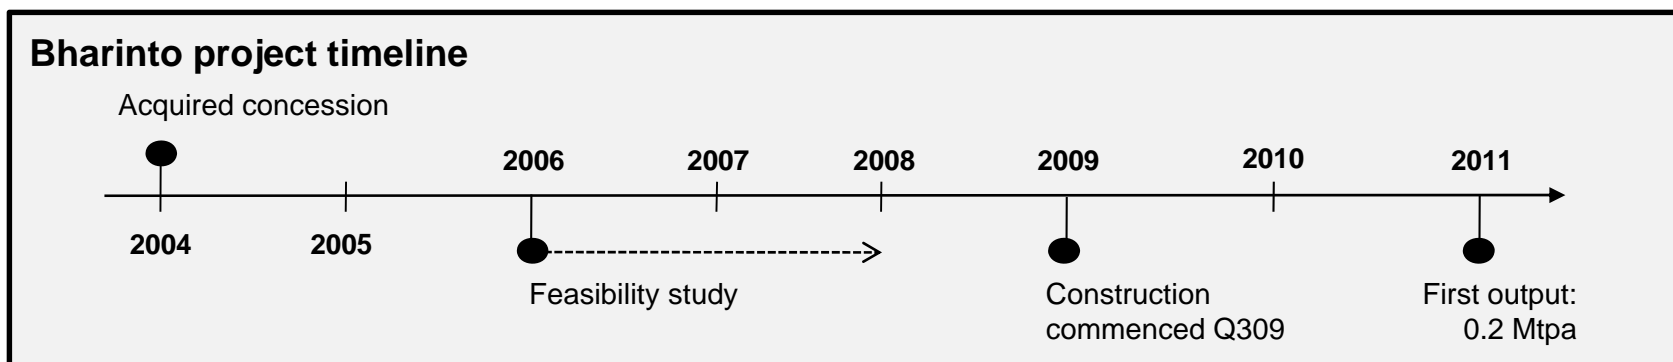 Bharinto project timeline
Acquired concession
2006 2007 2008 2009 2010 2011
2004 2005
Feasibility study
Construction
commenced Q309
First output:
0.2 Mtpa